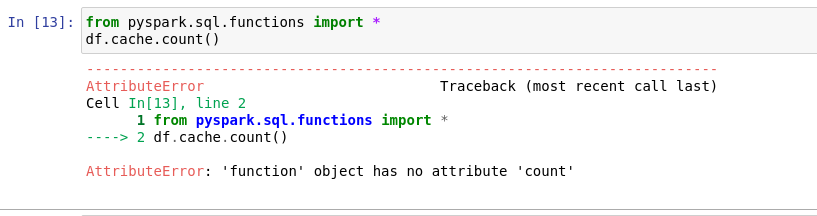 In [13]: from pyspark.sql.functions import *
df.cache.count()
---------------------------------------------------------------------------
AttributeError                            Traceback (most recent call last)
Cell In[13], line 2
      1 from pyspark.sql.functions import *
----> 2 df.cache.count()
AttributeError: 'function' object has no attribute 'count'